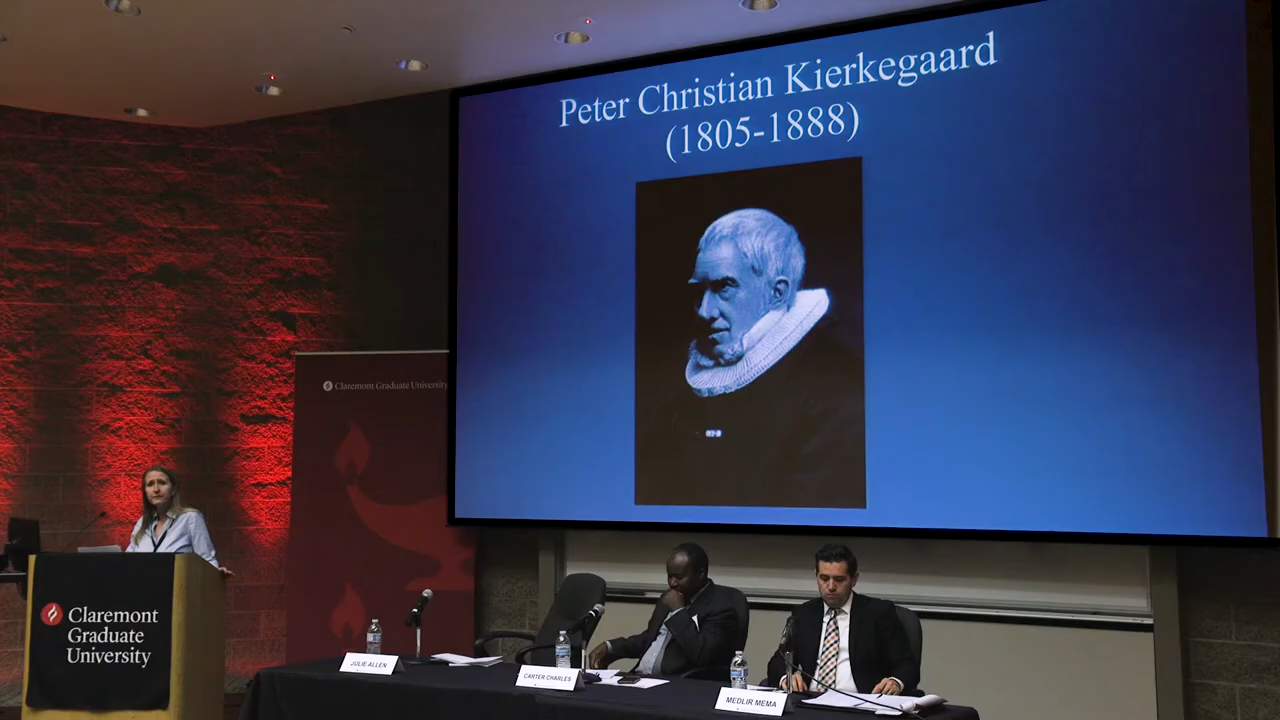 Peter Christian Kierkegaard
(1805-1888)
Claremont Graduate University
Claremont
Graduate
University
JULIE ALLEN
CARTER CHARLES
MEDLIR MEMA